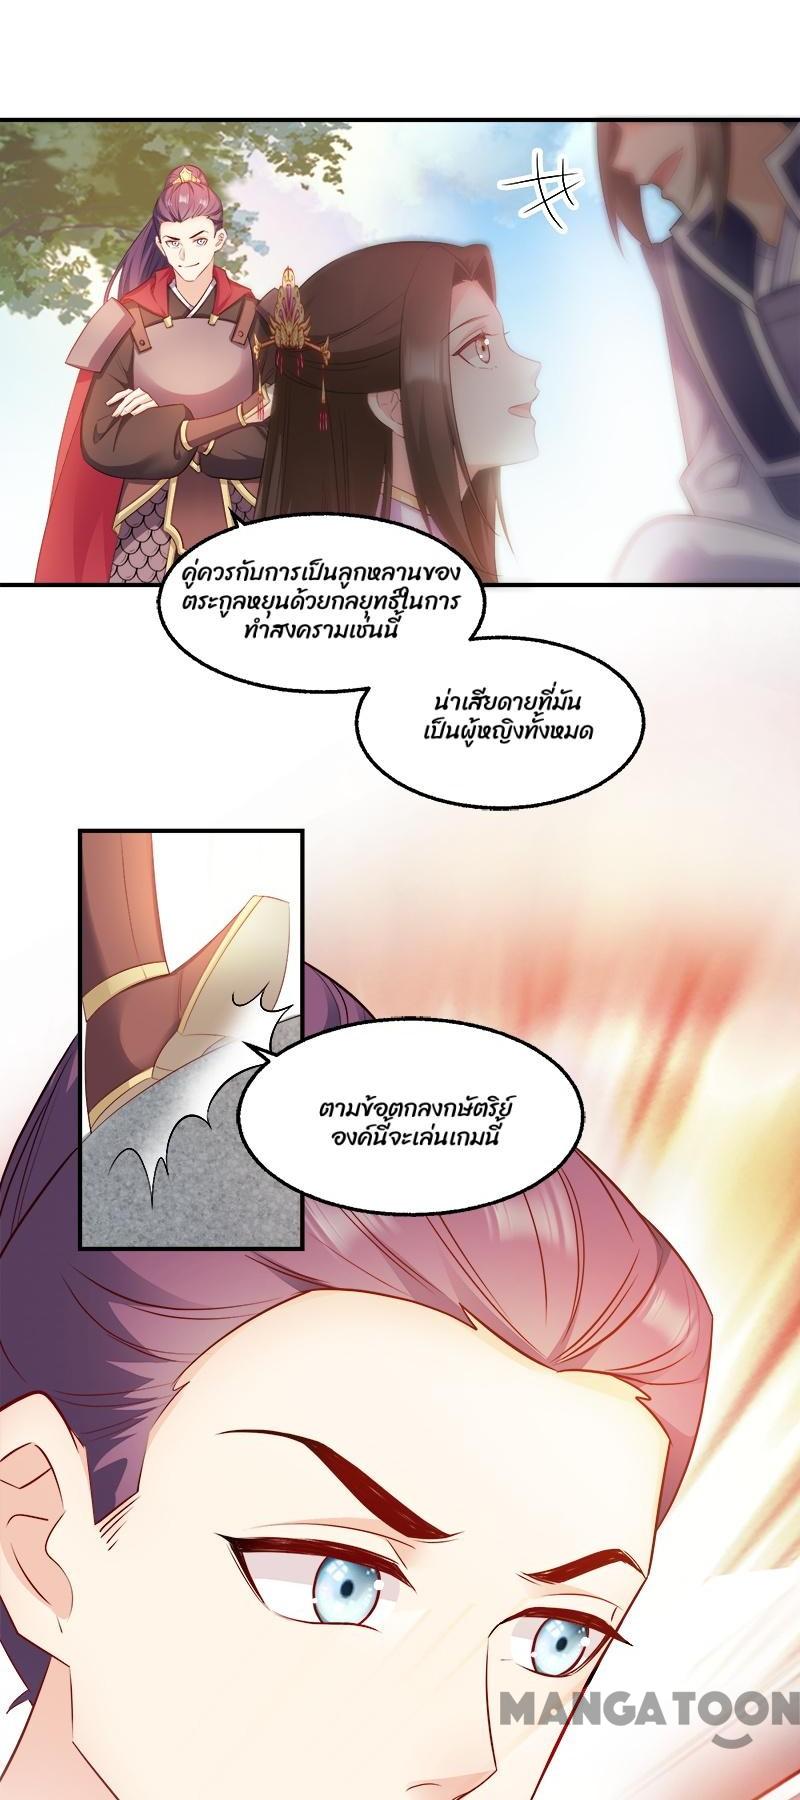 คู่ควรกับการเป็นลูกหลานของ
ตระกูลหยุนด้วยกลยุทธ์ในการ
ทำสงครามเช่นนี้
น่าเสียดายที่มัน
เป็นผู้หญิงทั้งหมด
ตามข้อตกลงกษัตริย์
องค์นี้จะเล่นเกมนี้
MANGATOON